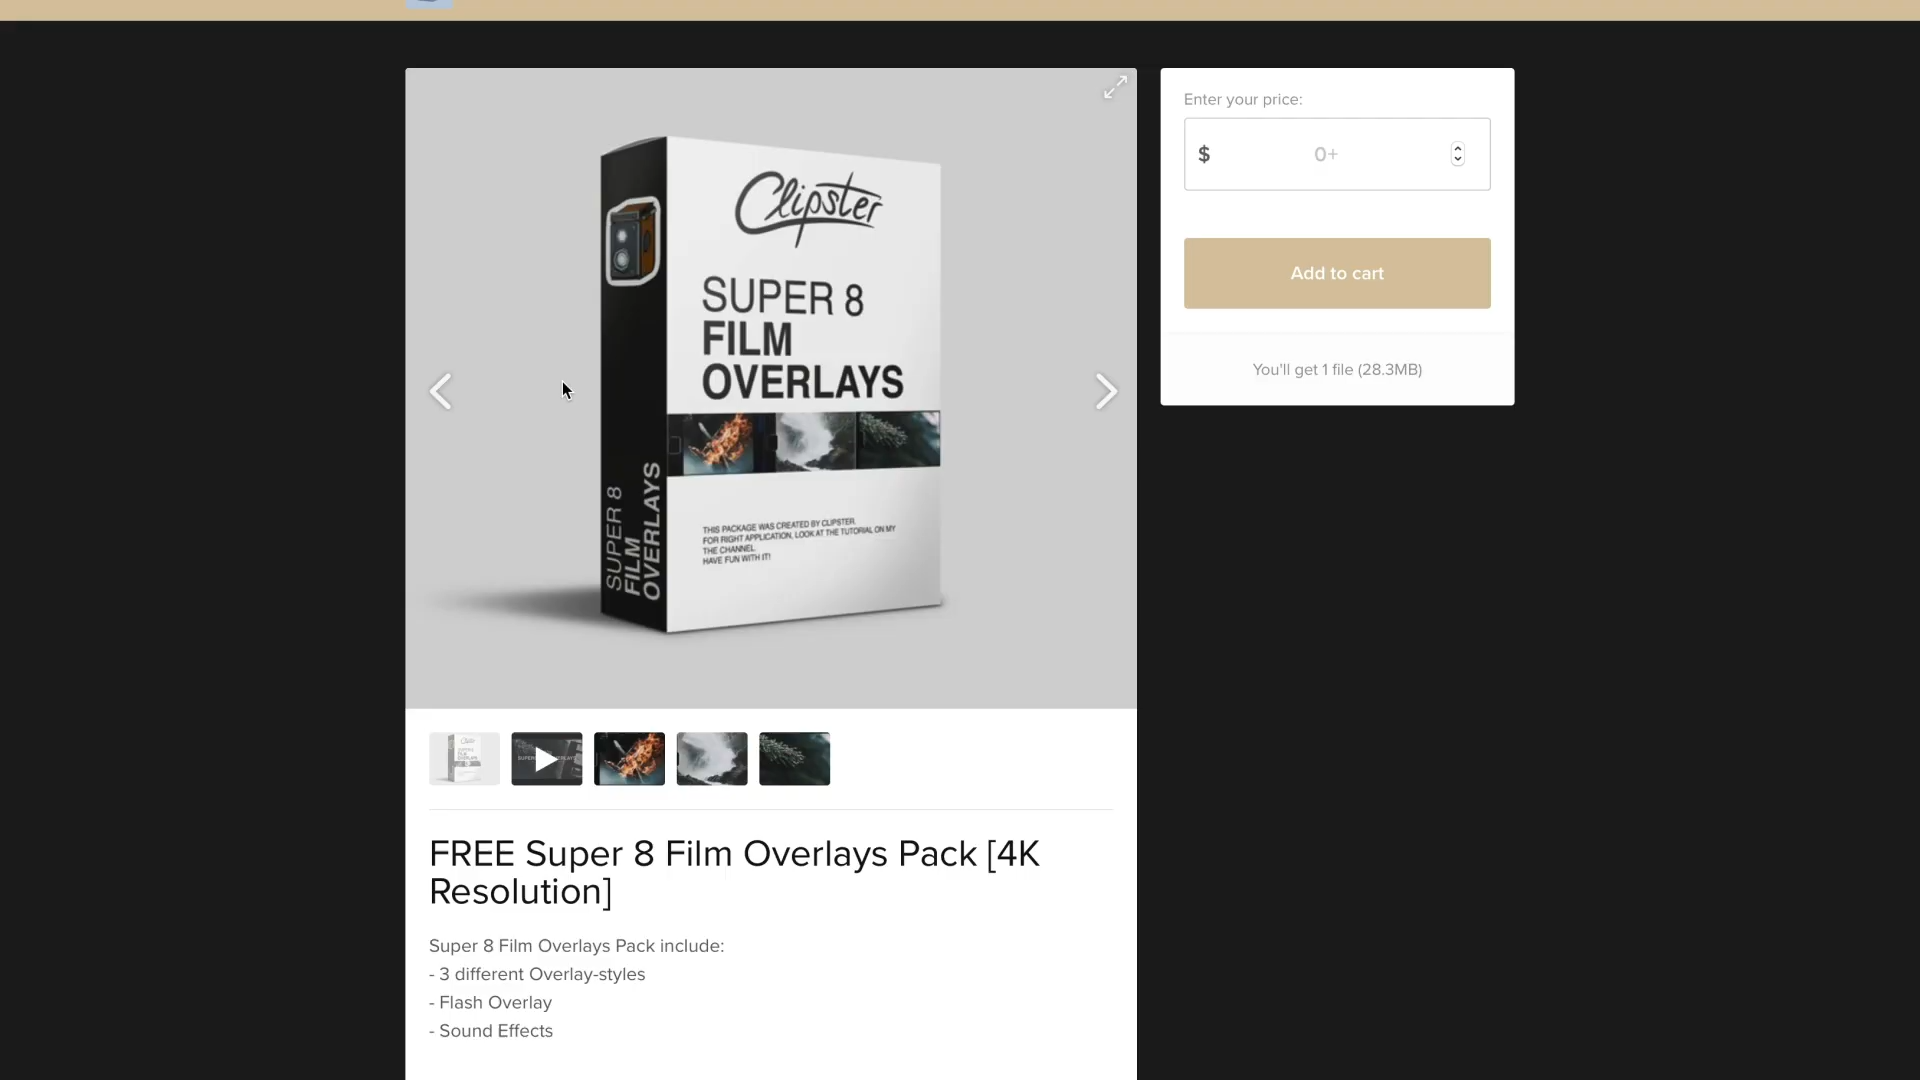 Enter your price:
$ 0+
Add to cart
You'll get 1 file (28.3MB)
Clipster
SUPER 8
FILM
OVERLAYS
SUPER 8
FILM
OVERLAYS
THIS PACKAGE WAS CREATED BY CLIPSTER.
FOR RIGHT APPLICATION, LOOK AT THE TUTORIAL ON MY
THE CHANNEL.
HAVE FUN WITH IT!
FREE Super 8 Film Overlays Pack [4K
Resolution]
Super 8 Film Overlays Pack include:
- 3 different Overlay-styles
- Flash Overlay
- Sound Effects